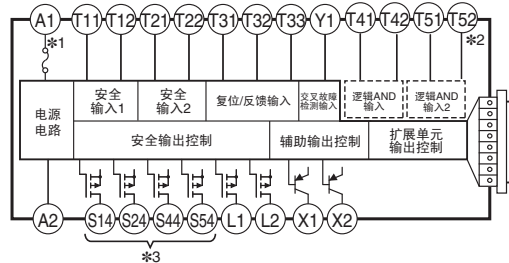 A1 T11 T12 T21 T22 T31 T32 T33 Y1 T41 T42 T51 T52
*1 *2
电源
电路
安全
输入1
安全
输入2
复位/反馈输入
交叉故障
检测输入
逻辑AND
输入
逻辑AND
输入2
安全输出控制
辅助输出控制
扩展单元
输出控制
A2 S14 S24 S44 S54 L1 L2 X1 X2
*3